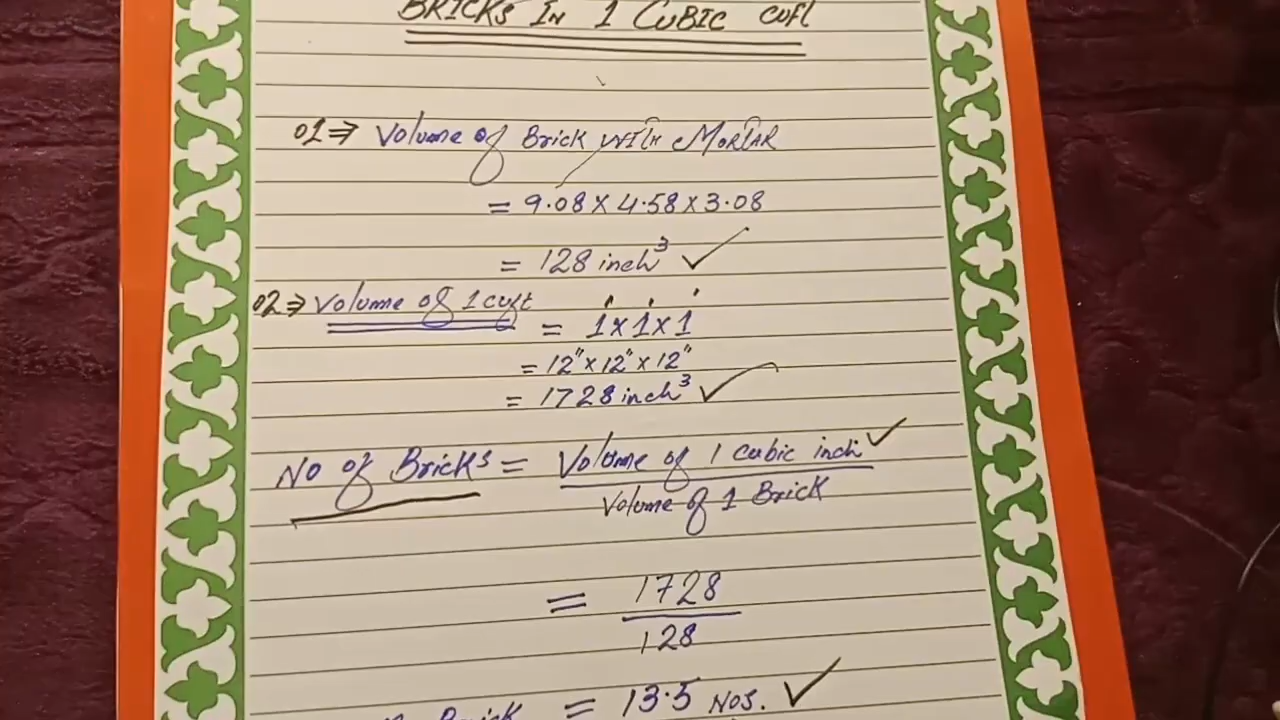 BRICKS IN 1 CUBIC cuft
01⇒ Volume of Brick WITH MORTAR
= 9.08 × 4.58 × 3.08
= 128 inch³ ✓
02⇒ Volume of 1 cuft = 1' × 1' × 1'
= 12" × 12" × 12"
= 1728 inch³ ✓
No of Bricks = Volume of 1 cubic inch ✓
Volume of 1 Brick
= 1728
128
Brick = 13.5 NOS. ✓